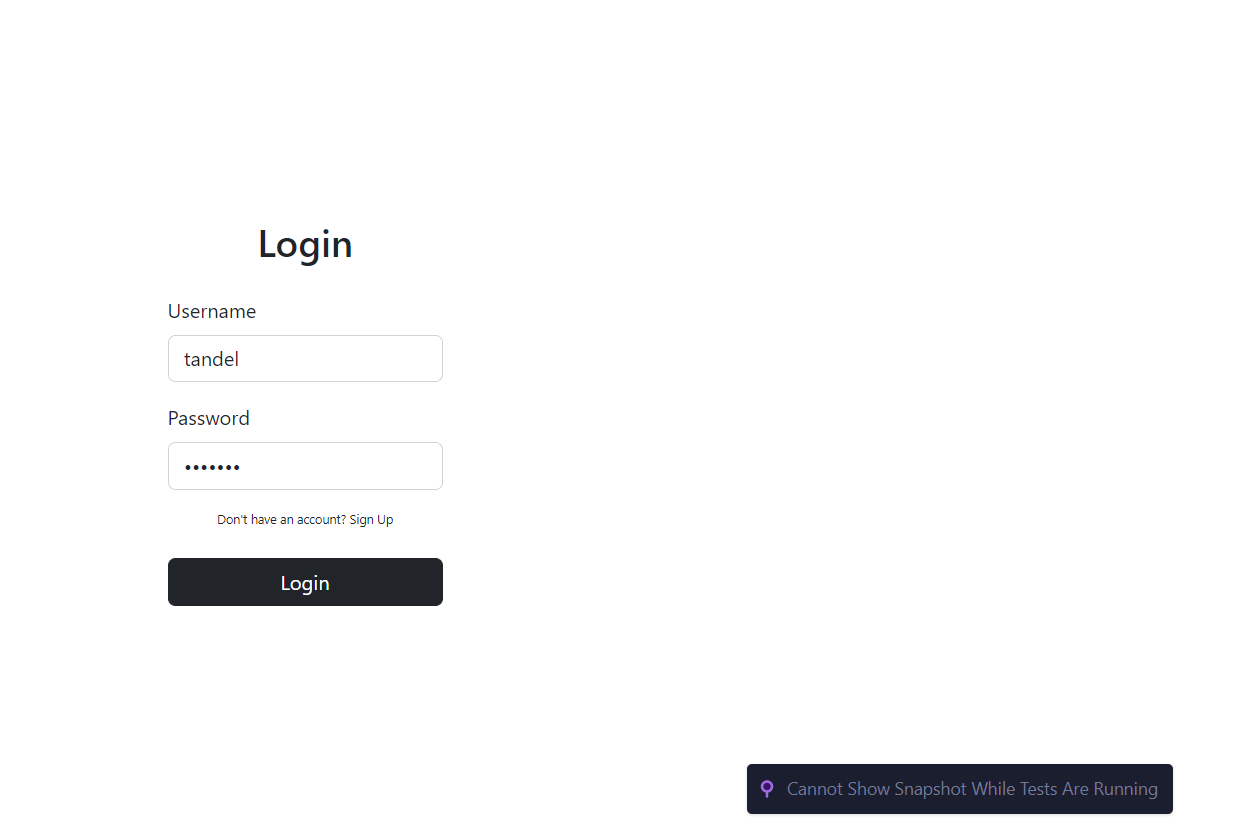 Login
Username
tandel
Password
•••••••
Don't have an account? Sign Up
Login
Cannot Show Snapshot While Tests Are Running